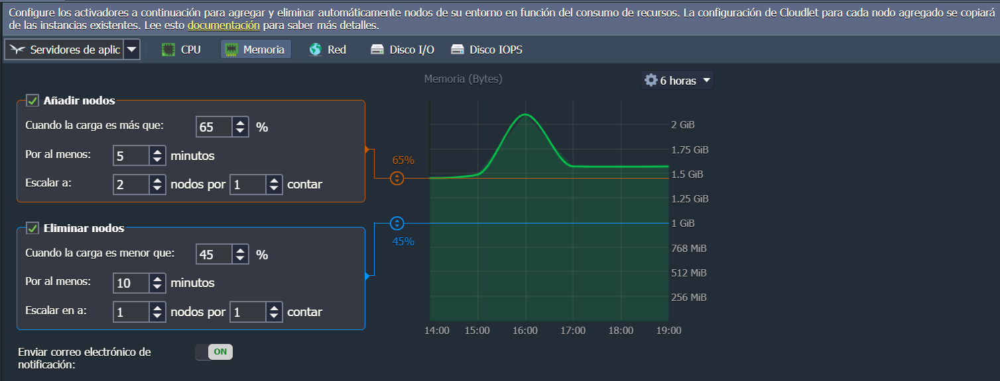 Configure los activadores a continuación para agregar y eliminar automáticamente nodos de su entorno en función del consumo de recursos. La configuración de Cloudlet para cada nodo agregado se copiará
de las instancias existentes. Lee esto documentación para saber más detalles.
Servidores de aplic CPU Memoria Red Disco I/O Disco IOPS
Memoria (Bytes) 6 horas
Añadir nodos
Cuando la carga es más que: 65 %
Por al menos: 5 minutos
Escalar a: 2 nodos por 1 contar
Eliminar nodos
Cuando la carga es menor que: 45 %
Por al menos: 10 minutos
Escalar en a: 1 nodos por 1 contar
Enviar correo electrónico de
notificación: ON
65%
45%
2 GiB
1.75 GiB
1.5 GiB
1.25 GiB
1 GiB
768 MiB
512 MiB
256 MiB
14:00 15:00 16:00 17:00 18:00 19:00